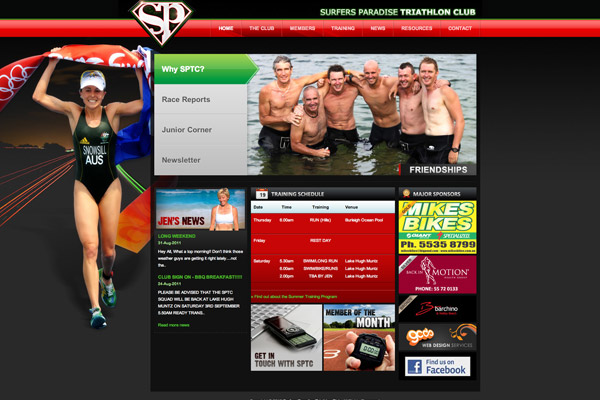 SP
SURFERS PARADISE TRIATHLON CLUB
HOME THE CLUB MEMBERS TRAINING NEWS RESOURCES CONTACT
SNOWSILL
AUS
Why SPTC?
Race Reports
Junior Corner
Newsletter
FRIENDSHIPS
JEN'S NEWS
LONG WEEKEND
31-Aug-2011
Hey All, What a top morning!! Don't think those
weather guys are getting it right lately ....not
the..
CLUB SIGN ON - BBQ BREAKFAST!!!!
24-Aug-2011
PLEASE BE ADVISED THAT THE SPTC
SQUAD WILL BE BACK AT LAKE HUGH
MUNTZ ON SATURDAY 3RD SEPTEMBER
5.50AM READY TRANS..
Read more news
19 TRAINING SCHEDULE
Date Time Training Venue
Thursday 6.00am RUN (Hills) Burleigh Ocean Pool
Friday REST DAY
Saturday 5.50am SWIM/LONG RUN Lake Hugh Muntz
6.00am SWIM/BIKE/RUN Lake Hugh Muntz
2.00pm TBA BY JEN Lake Hugh Muntz
» Find out about the Summer Training Program
GET IN
TOUCH WITH SPTC
MEMBER OF THE
MONTH
MAJOR SPONSORS
MIKES
BIKES
GIANT SPECIALIZED
Ph. 5535 8799
BACK IN
MOTION
PHONE: 55 72 0133
Barchino
gcds
WEB DESIGN SERVICES
Find us on
Facebook